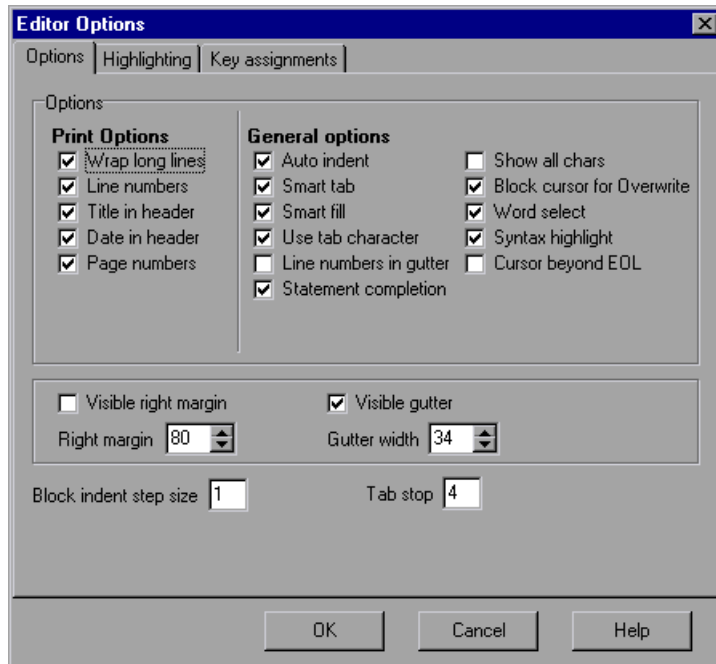 Editor Options
Options Highlighting Key assignments
Options
Print Options
Wrap long lines
Line numbers
Title in header
Date in header
Page numbers
General options
Auto indent
Smart tab
Smart fill
Use tab character
Line numbers in gutter
Statement completion
Show all chars
Block cursor for Overwrite
Word select
Syntax highlight
Cursor beyond EOL
Visible right margin
Right margin 80
Visible gutter
Gutter width 34
Block indent step size 1
Tab stop 4
OK Cancel Help